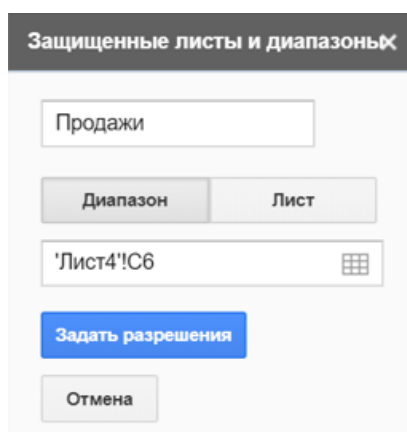 Защищенные листы и диапазоны
Продажи
Диапазон Лист
'Лист4'!C6
Задать разрешения
Отмена